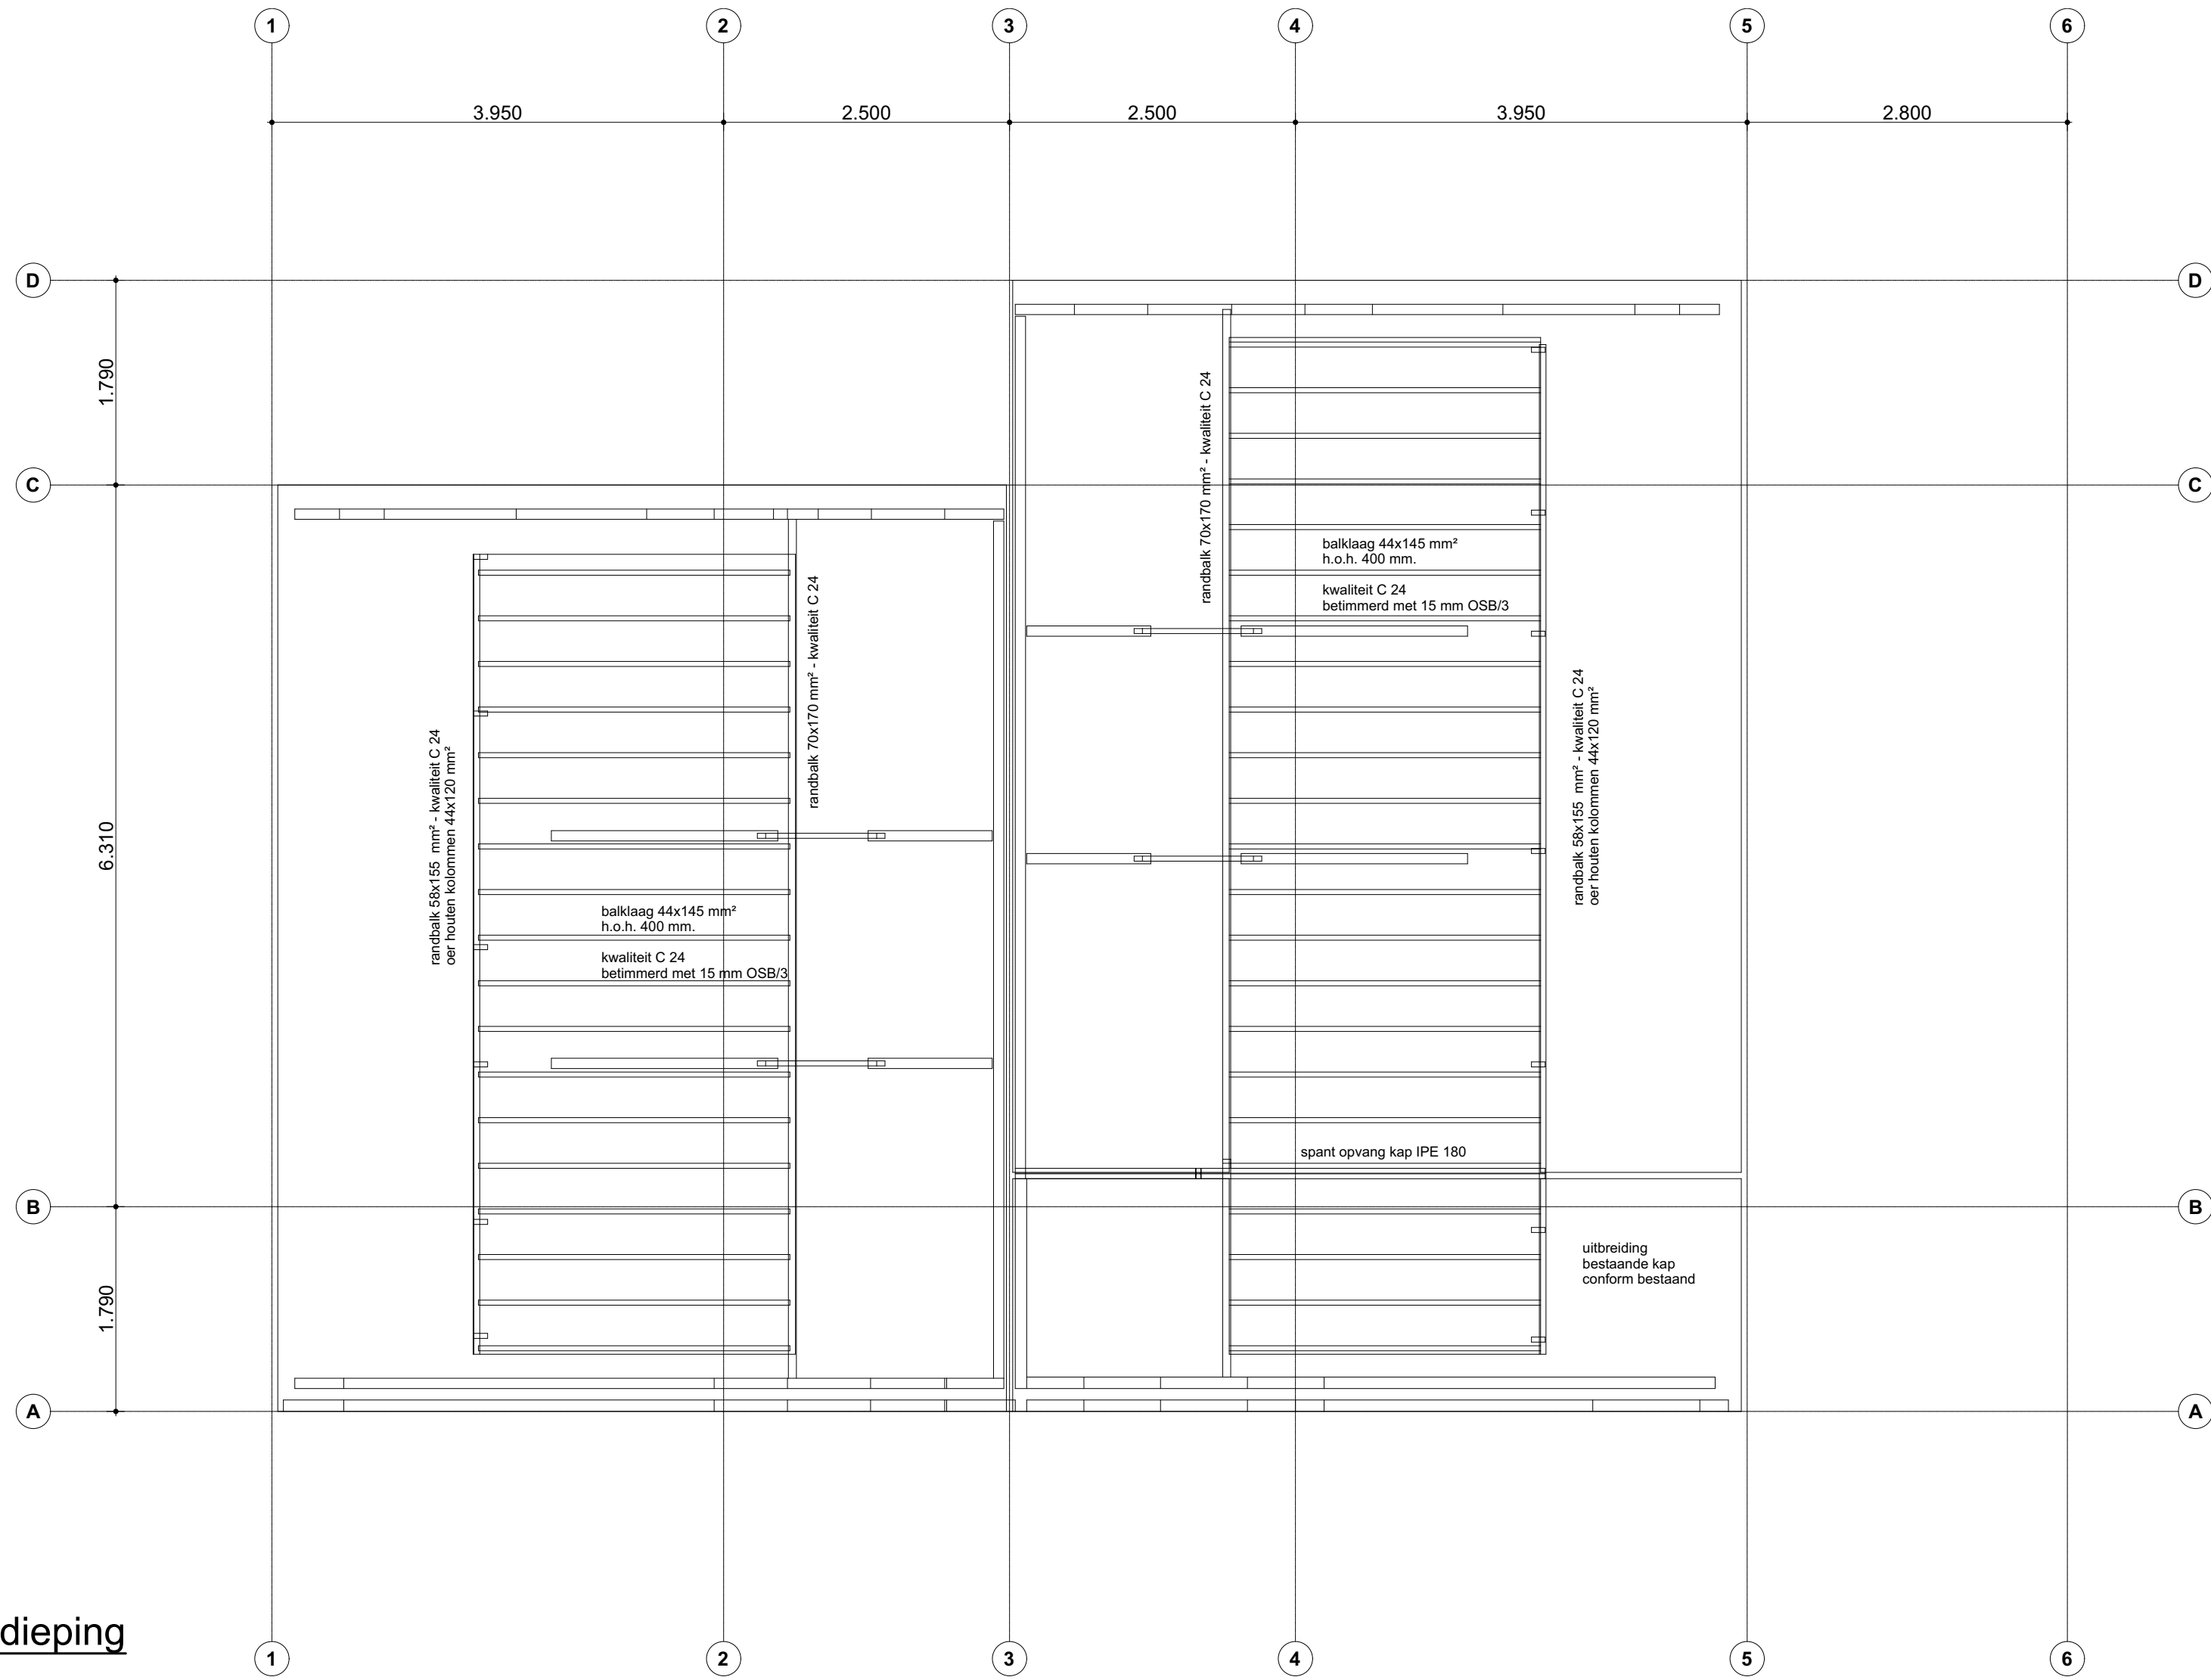 1 2 3 4 5 6
3.950 2.500 2.500 3.950 2.800
D D
1.790
C C
randbalk 70x170 mm² - kwaliteit C 24
balklaag 44x145 mm²
h.o.h. 400 mm.
kwaliteit C 24
betimmerd met 15 mm OSB/3
randbalk 70x170 mm² - kwaliteit C 24
randbalk 58x155 mm² - kwaliteit C 24
oer houten kolommen 44x120 mm²
randbalk 58x155 mm² - kwaliteit C 24
oer houten kolommen 44x120 mm²
6.310
balklaag 44x145 mm²
h.o.h. 400 mm.
kwaliteit C 24
betimmerd met 15 mm OSB/3
spant opvang kap IPE 180
B B
uitbreiding
bestaande kap
conform bestaand
1.790
A A
dieping
1 2 3 4 5 6